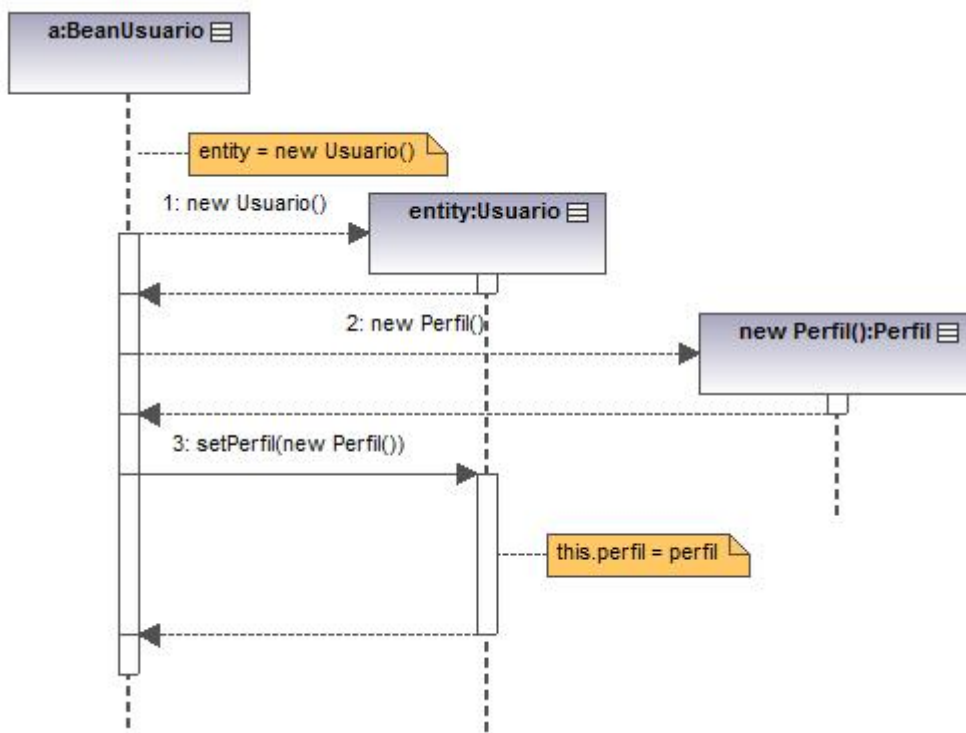 a:BeanUsuario
entity = new Usuario()
1: new Usuario()
entity:Usuario
2: new Perfil()
new Perfil():Perfil
3: setPerfil(new Perfil())
this.perfil = perfil